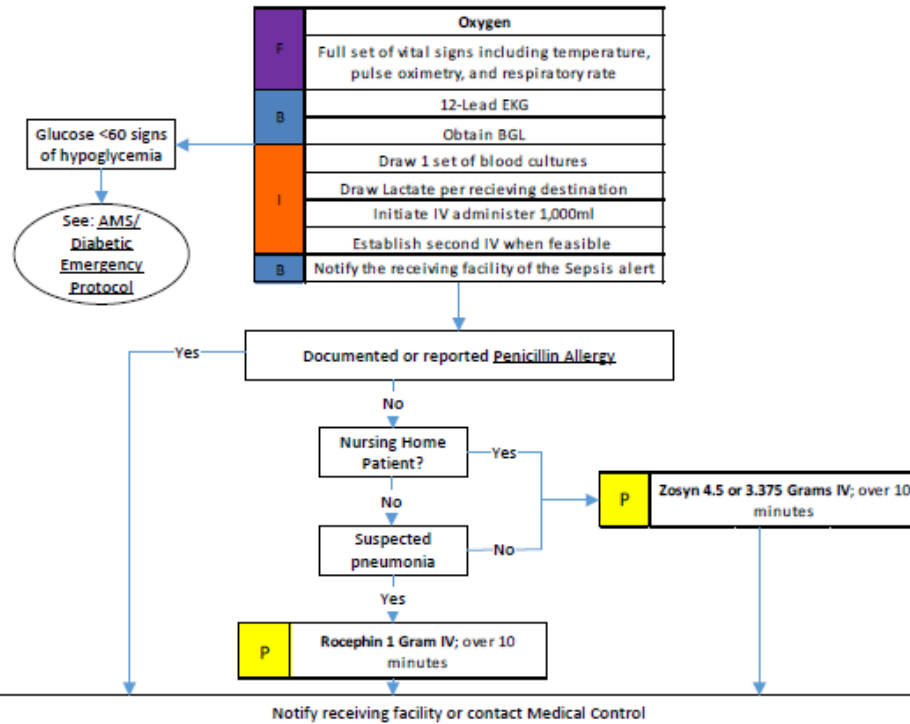 F
Oxygen
Full set of vital signs including temperature,
pulse oximetry, and respiratory rate
B
12-Lead EKG
Obtain BGL
Glucose <60 signs
of hypoglycemia
See: AMS/
Diabetic
Emergency
Protocol
I
Draw 1 set of blood cultures
Draw Lactate per recieving destination
Initiate IV administer 1,000ml
Establish second IV when feasible
B
Notify the receiving facility of the Sepsis alert
Yes
Documented or reported Penicillin Allergy
No
Nursing Home
Patient?
Yes
P
Zosyn 4.5 or 3.375 Grams IV; over 10
minutes
No
Suspected
pneumonia
No
Yes
P
Rocephin 1 Gram IV; over 10
minutes
Notify receiving facility or contact Medical Control